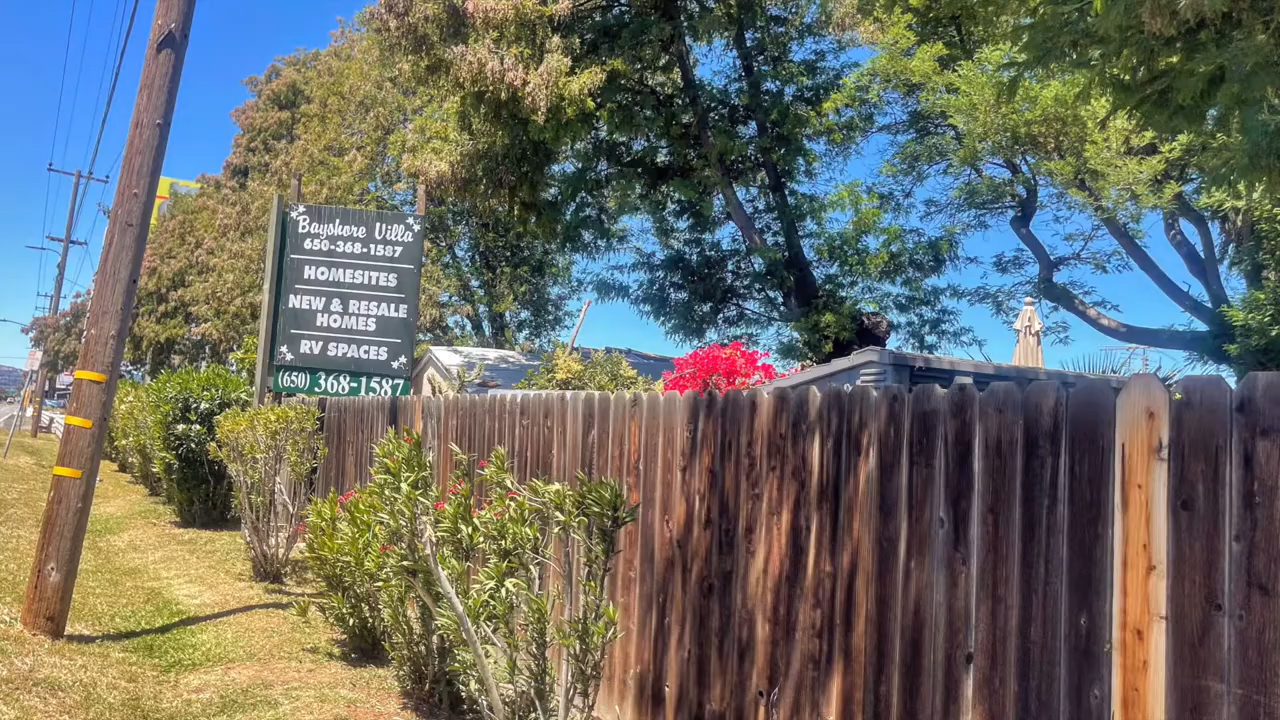 Bayshore Villa
650-368-1587
HOMESITES
NEW & RESALE
HOMES
RV SPACES
(650) 368-1587